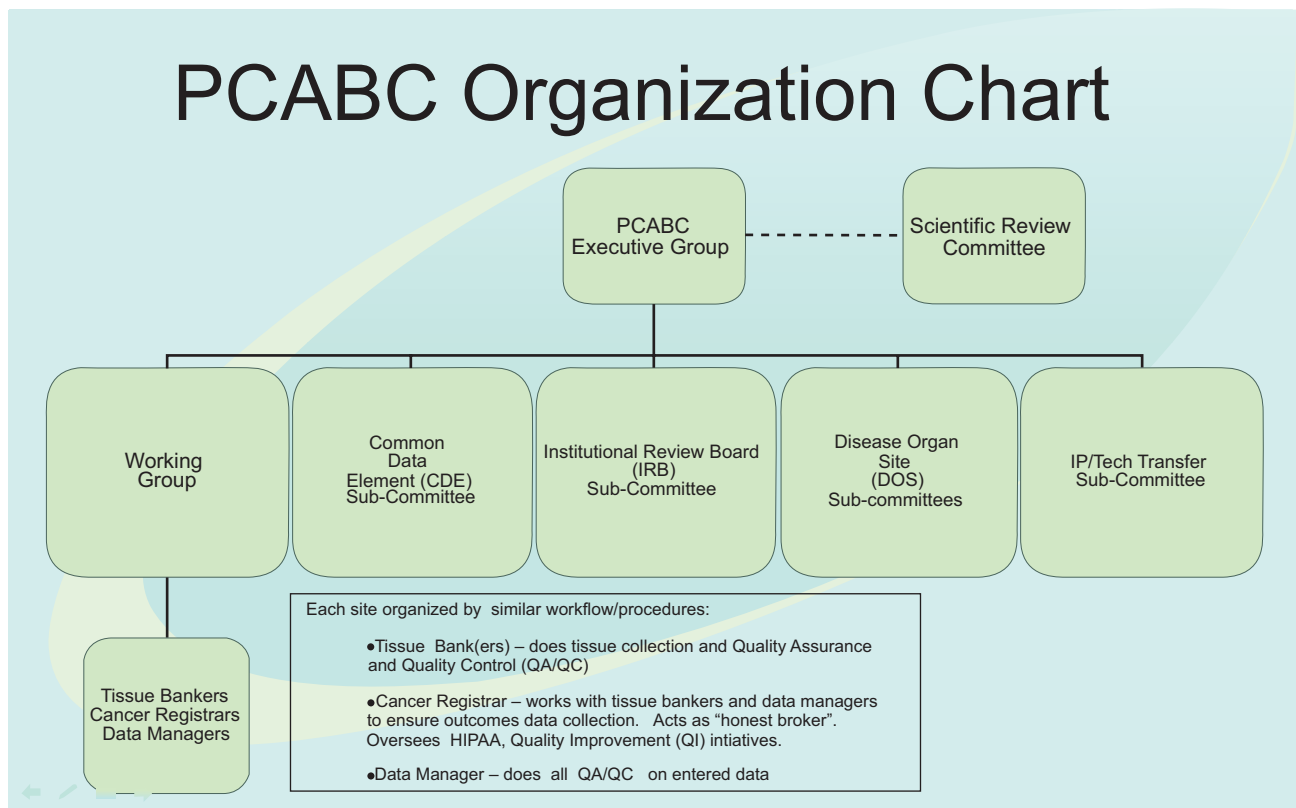 PCABC Organization Chart
PCABC
Executive Group
Scientific Review
Committee
Working
Group
Common
Data
Element (CDE)
Sub-Committee
Institutional Review Board
(IRB)
Sub-Committee
Disease Organ
Site
(DOS)
Sub-committees
IP/Tech Transfer
Sub-Committee
Tissue Bankers
Cancer Registrars
Data Managers
Each site organized by similar workflow/procedures:
●Tissue Bank(ers) – does tissue collection and Quality Assurance
and Quality Control (QA/QC)
●Cancer Registrar – works with tissue bankers and data managers
to ensure outcomes data collection. Acts as “honest broker”.
Oversees HIPAA, Quality Improvement (QI) intiatives.
●Data Manager – does all QA/QC on entered data